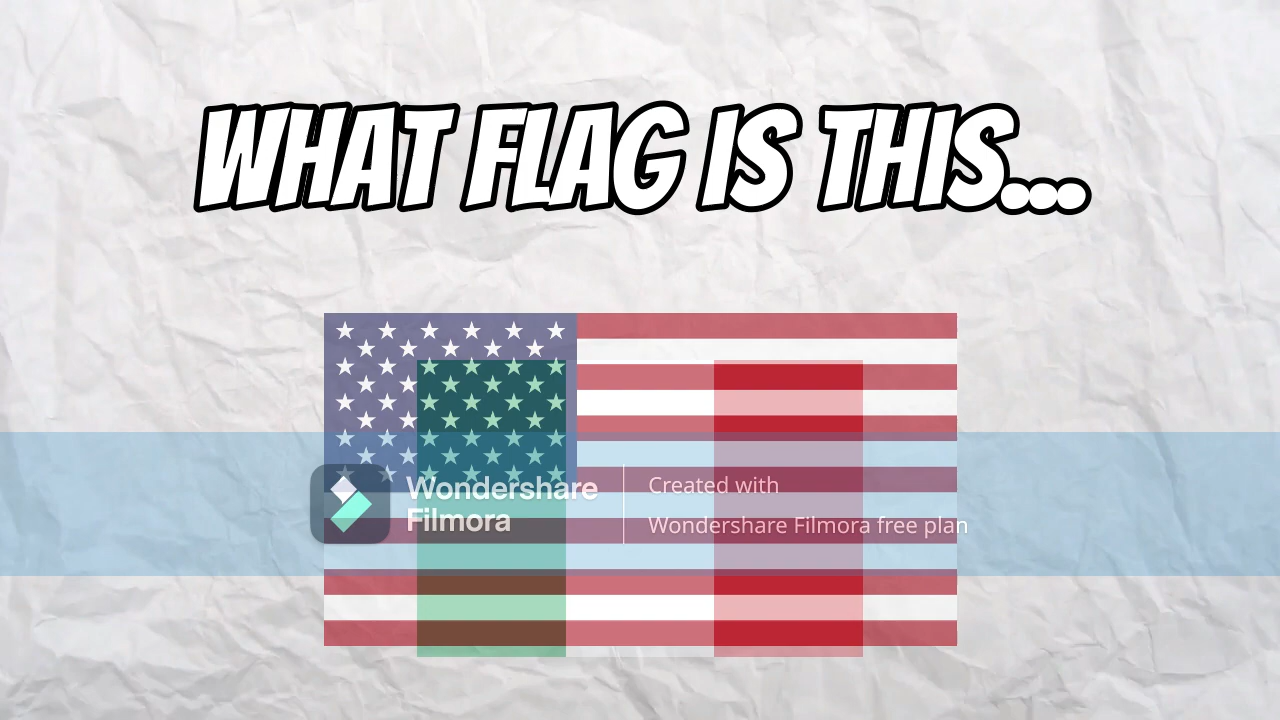 WHAT FLAG IS THIS...
Wondershare
Filmora
Created with
Wondershare Filmora free plan